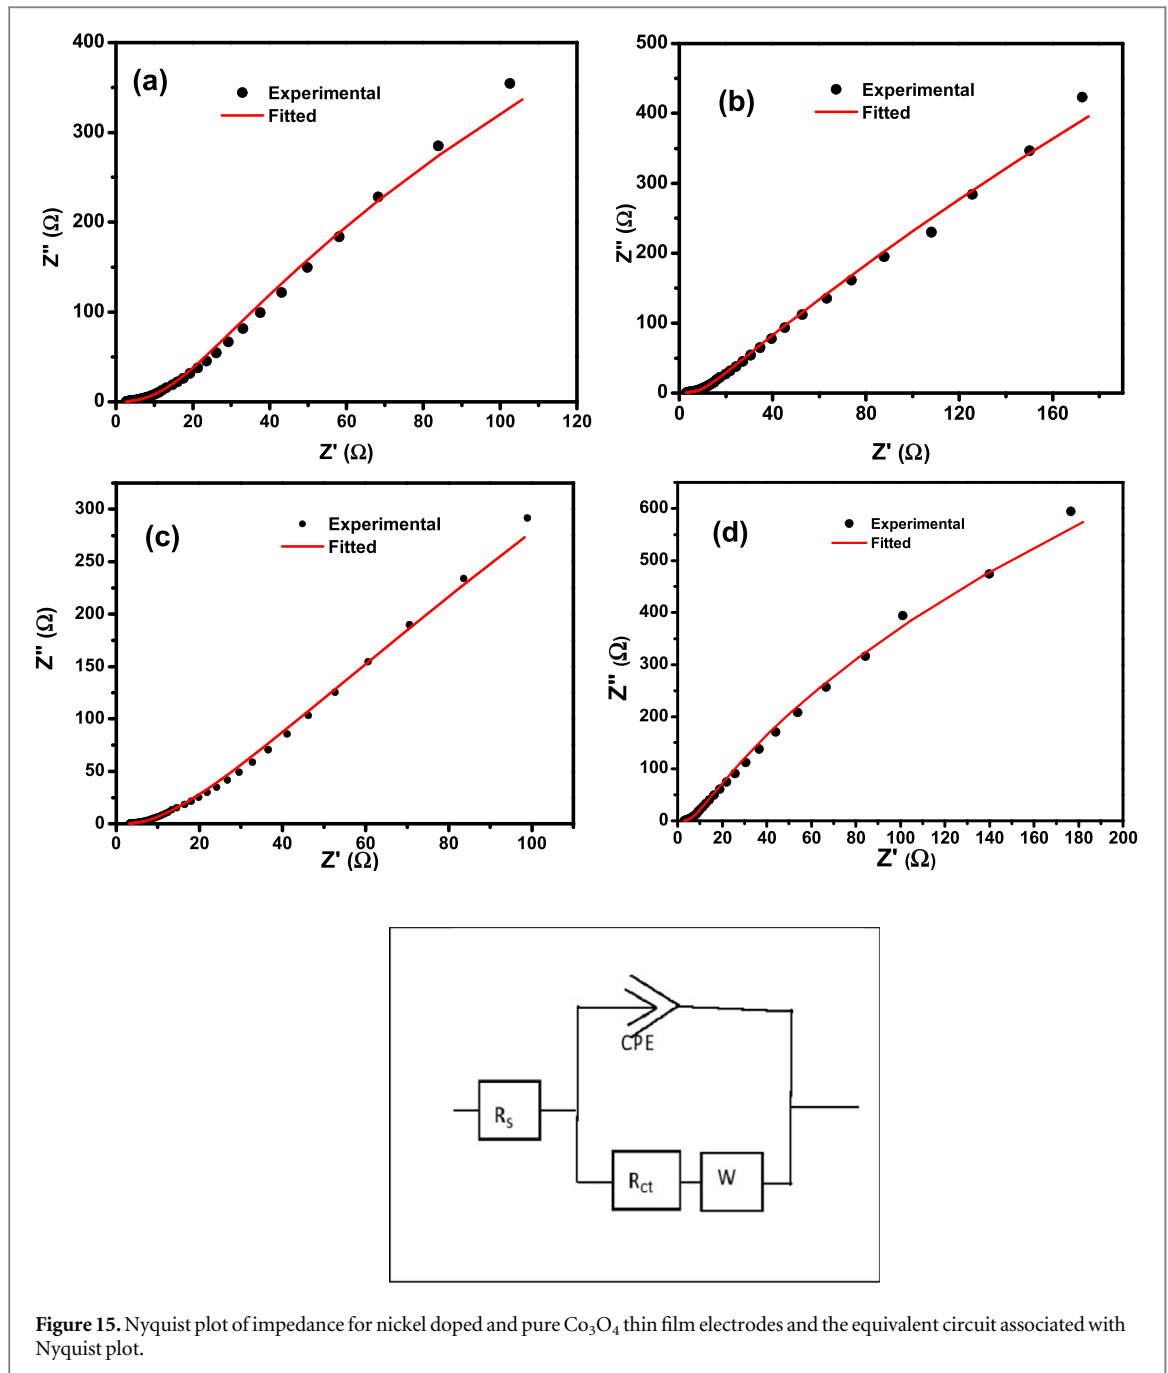 (a)
Experimental
Fitted
400
300
200
100
0
0 20 40 60 80 100 120
Z'' (Ω)
Z' (Ω)
(b)
Experimental
Fitted
500
400
300
200
100
0
0 40 80 120 160
Z'' (Ω)
Z' (Ω)
(c)
Experimental
Fitted
300
250
200
150
100
50
0
0 20 40 60 80 100
Z'' (Ω)
Z' (Ω)
(d)
Experimental
Fitted
600
500
400
300
200
100
0
0 20 40 60 80 100 120 140 160 180 200
Z'' (Ω)
Z' (Ω)
CPE
Rₛ
R_ct
W
Figure 15. Nyquist plot of impedance for nickel doped and pure Co₃O₄ thin film electrodes and the equivalent circuit associated with
Nyquist plot.